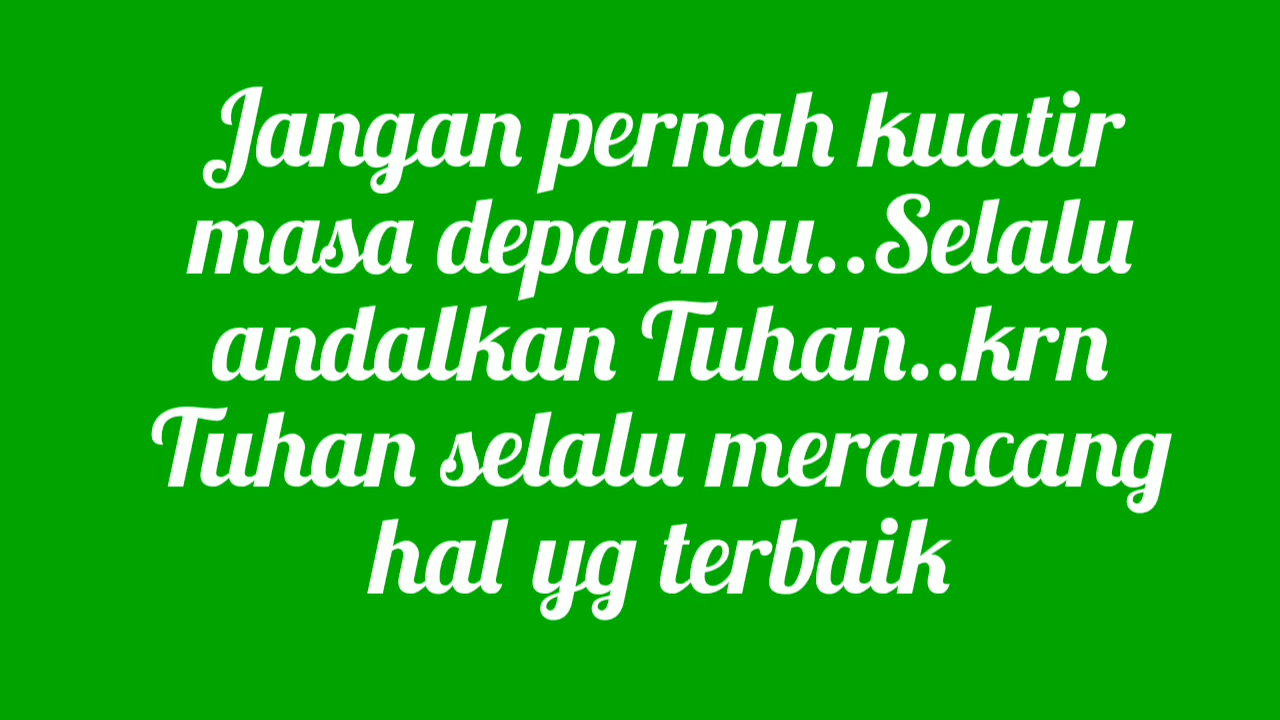 Jangan pernah kuatir
masa depanmu..Selalu
andalkan Tuhan..krn
Tuhan selalu merancang
hal yg terbaik